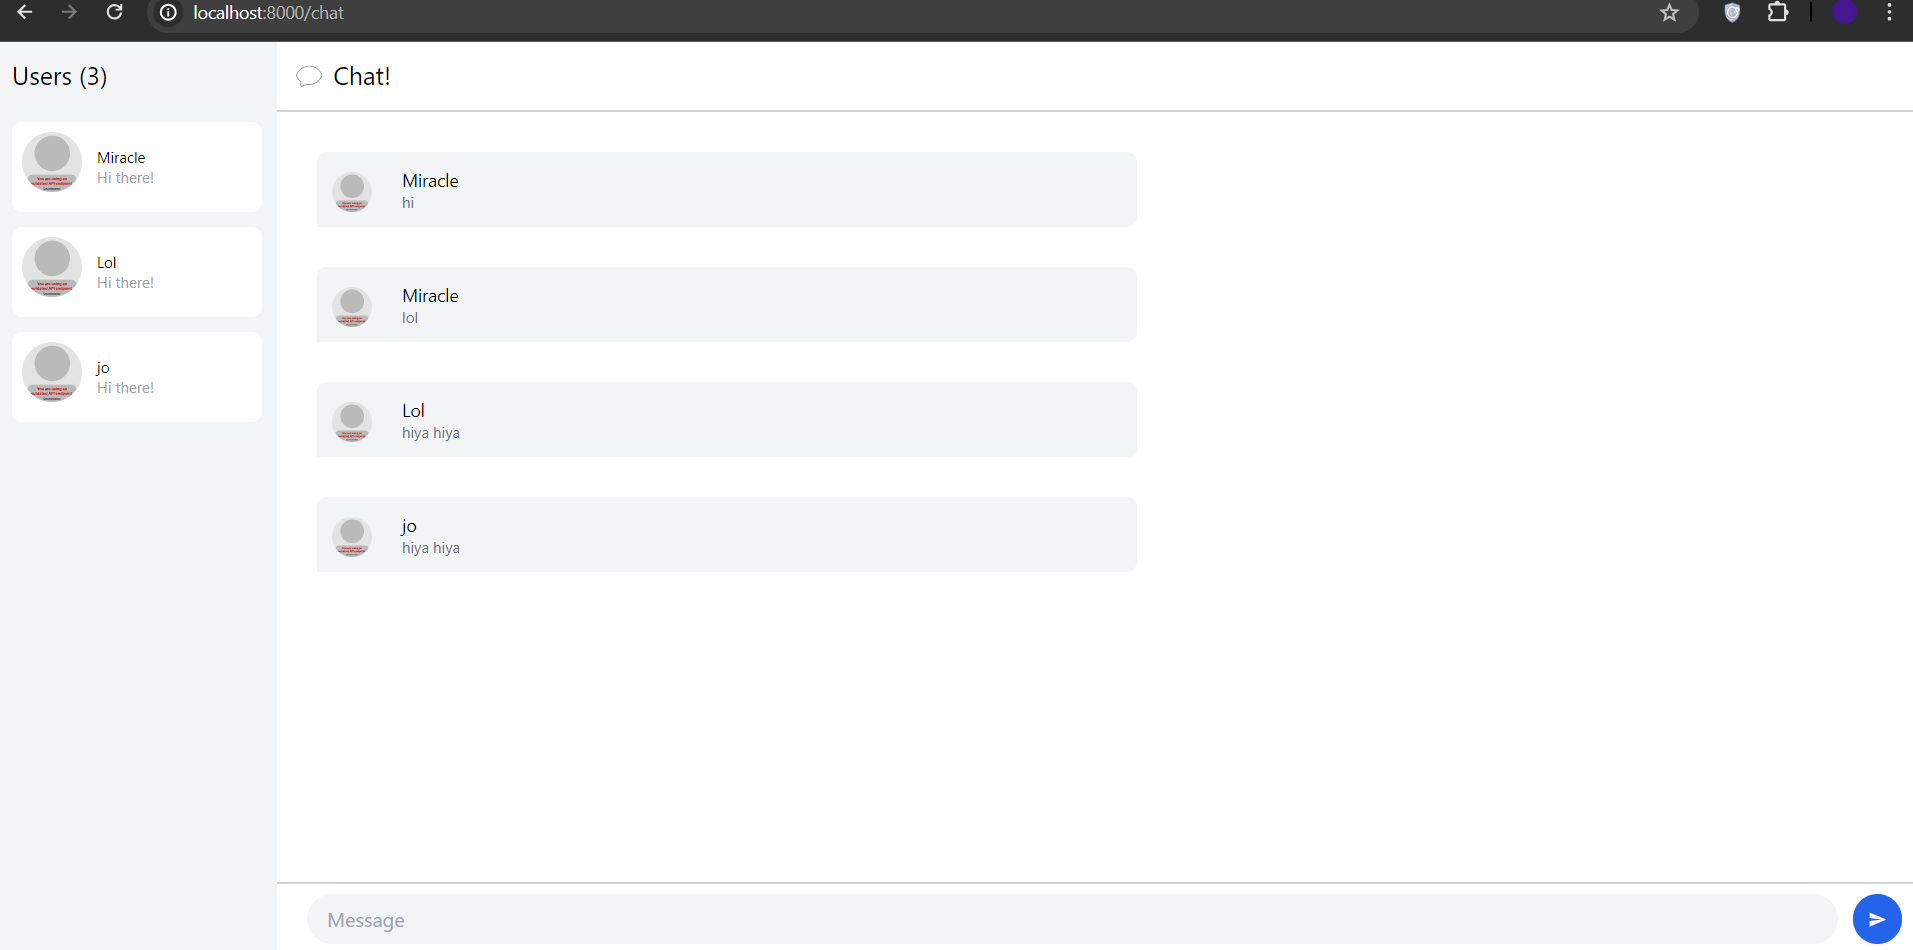 localhost:8000/chat
Users (3)
Miracle
Hi there!
Lol
Hi there!
jo
Hi there!
Chat!
Miracle
hi
Miracle
lol
Lol
hiya hiya
jo
hiya hiya
Message